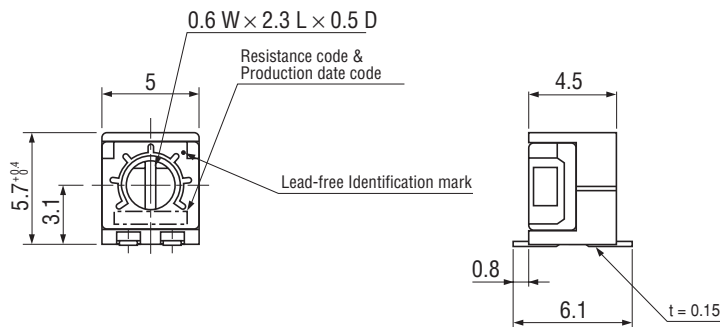 0.6 W × 2.3 L × 0.5 D
Resistance code &
Production date code
5
4.5
5.7 +0.4 0
3.1
Lead-free Identification mark
0.8
6.1
t = 0.15